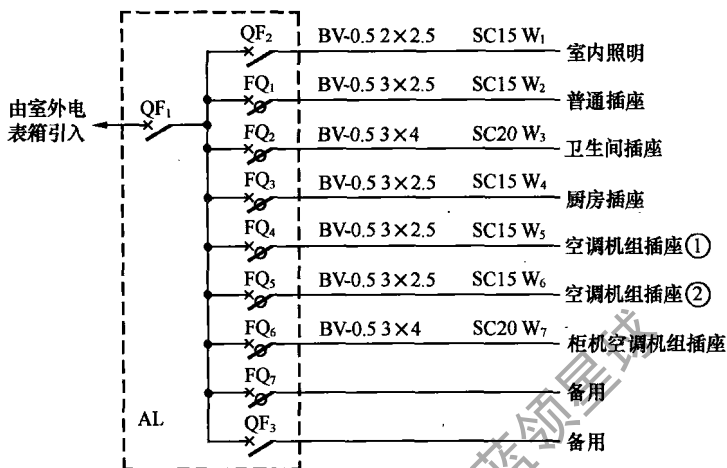 QF₂ BV-0.5 2×2.5 SC15 W₁ 室内照明
FQ₁ BV-0.5 3×2.5 SC15 W₂ 普通插座
由室外电
表箱引入
QF₁
FQ₂ BV-0.5 3×4 SC20 W₃ 卫生间插座
FQ₃ BV-0.5 3×2.5 SC15 W₄ 厨房插座
FQ₄ BV-0.5 3×2.5 SC15 W₅ 空调机组插座①
FQ₅ BV-0.5 3×2.5 SC15 W₆ 空调机组插座②
FQ₆ BV-0.5 3×4 SC20 W₇ 柜机空调机组插座
FQ₇ 备用
AL
QF₃ 备用
蓝领星球